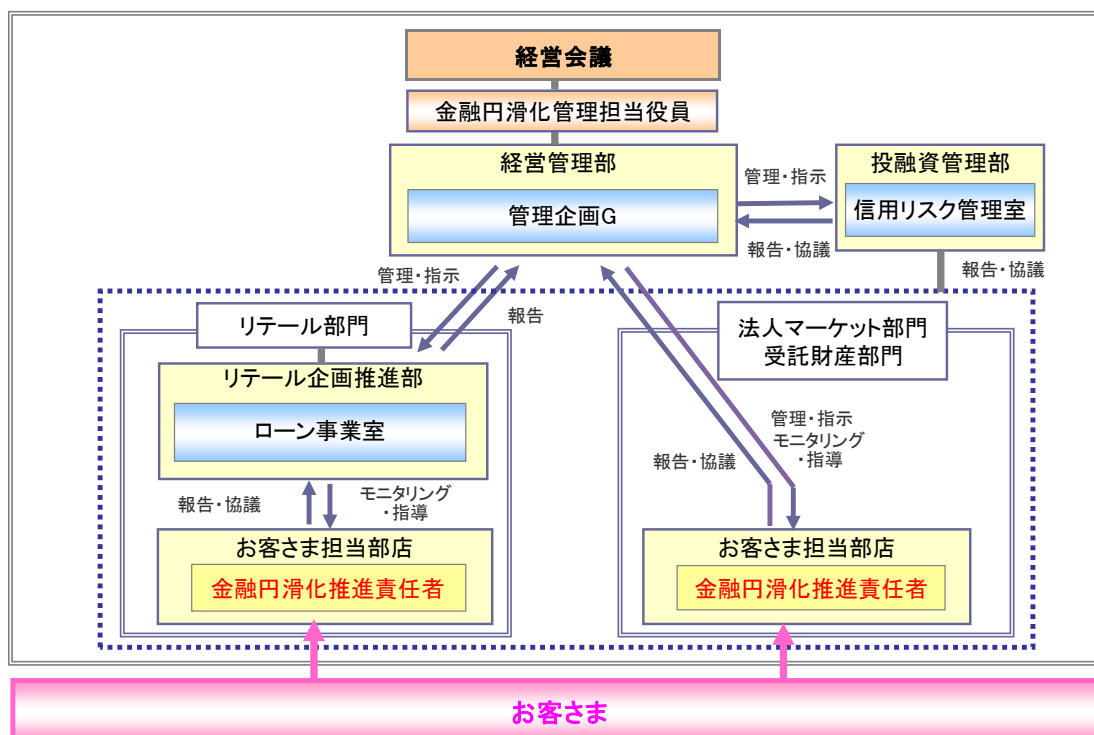 経営会議
金融円滑化管理担当役員
経営管理部
管理企画G
管理・指示
報告・協議
投融資管理部
信用リスク管理室
報告・協議
管理・指示
報告
リテール部門
リテール企画推進部
ローン事業室
報告・協議
モニタリング
・指導
お客さま担当部店
金融円滑化推進責任者
法人マーケット部門
受託財産部門
管理・指示
モニタリング
・指導
報告・協議
お客さま担当部店
金融円滑化推進責任者
お客さま